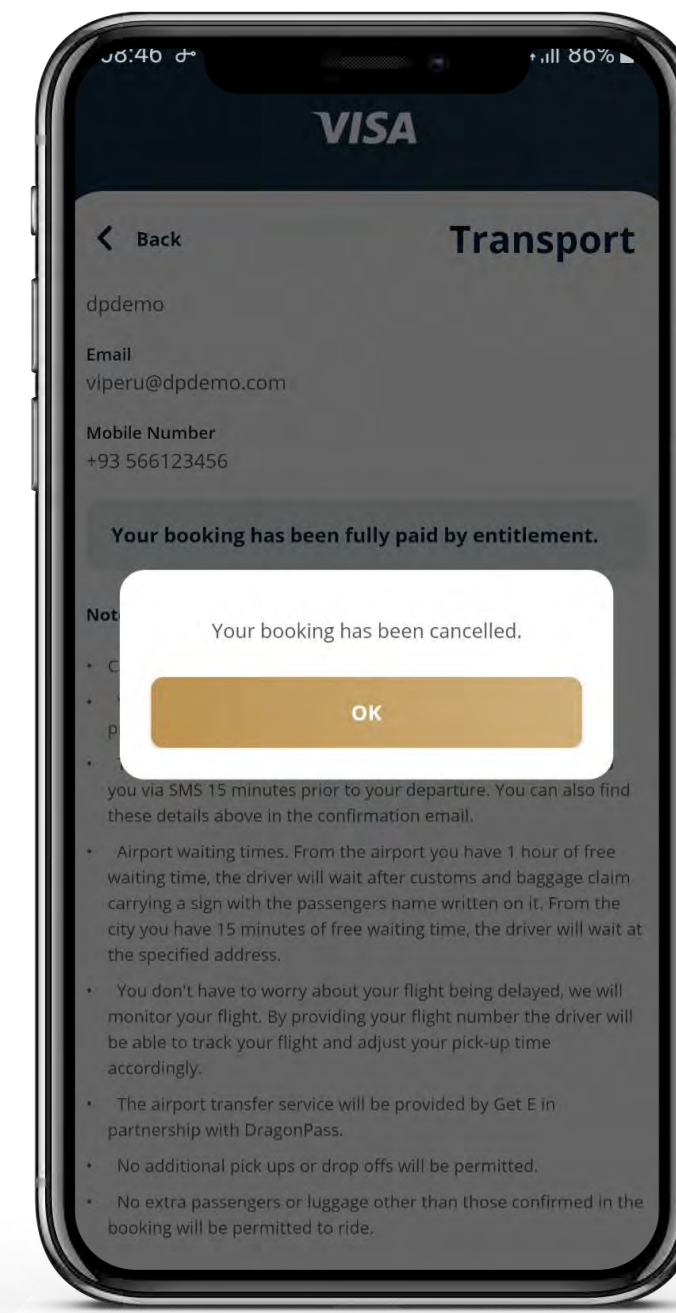 08:46 86%
VISA
Back Transport
dpdemo
Email
viperu@dpdemo.com
Mobile Number
+93 566123456
Your booking has been fully paid by entitlement.
Your booking has been cancelled.
OK
you via SMS 15 minutes prior to your departure. You can also find
these details above in the confirmation email.
• Airport waiting times. From the airport you have 1 hour of free
waiting time, the driver will wait after customs and baggage claim
carrying a sign with the passengers name written on it. From the
city you have 15 minutes of free waiting time, the driver will wait at
the specified address.
• You don't have to worry about your flight being delayed, we will
monitor your flight. By providing your flight number the driver will
be able to track your flight and adjust your pick-up time
accordingly.
• The airport transfer service will be provided by Get E in
partnership with DragonPass.
• No additional pick ups or drop offs will be permitted.
• No extra passengers or luggage other than those confirmed in the
booking will be permitted to ride.